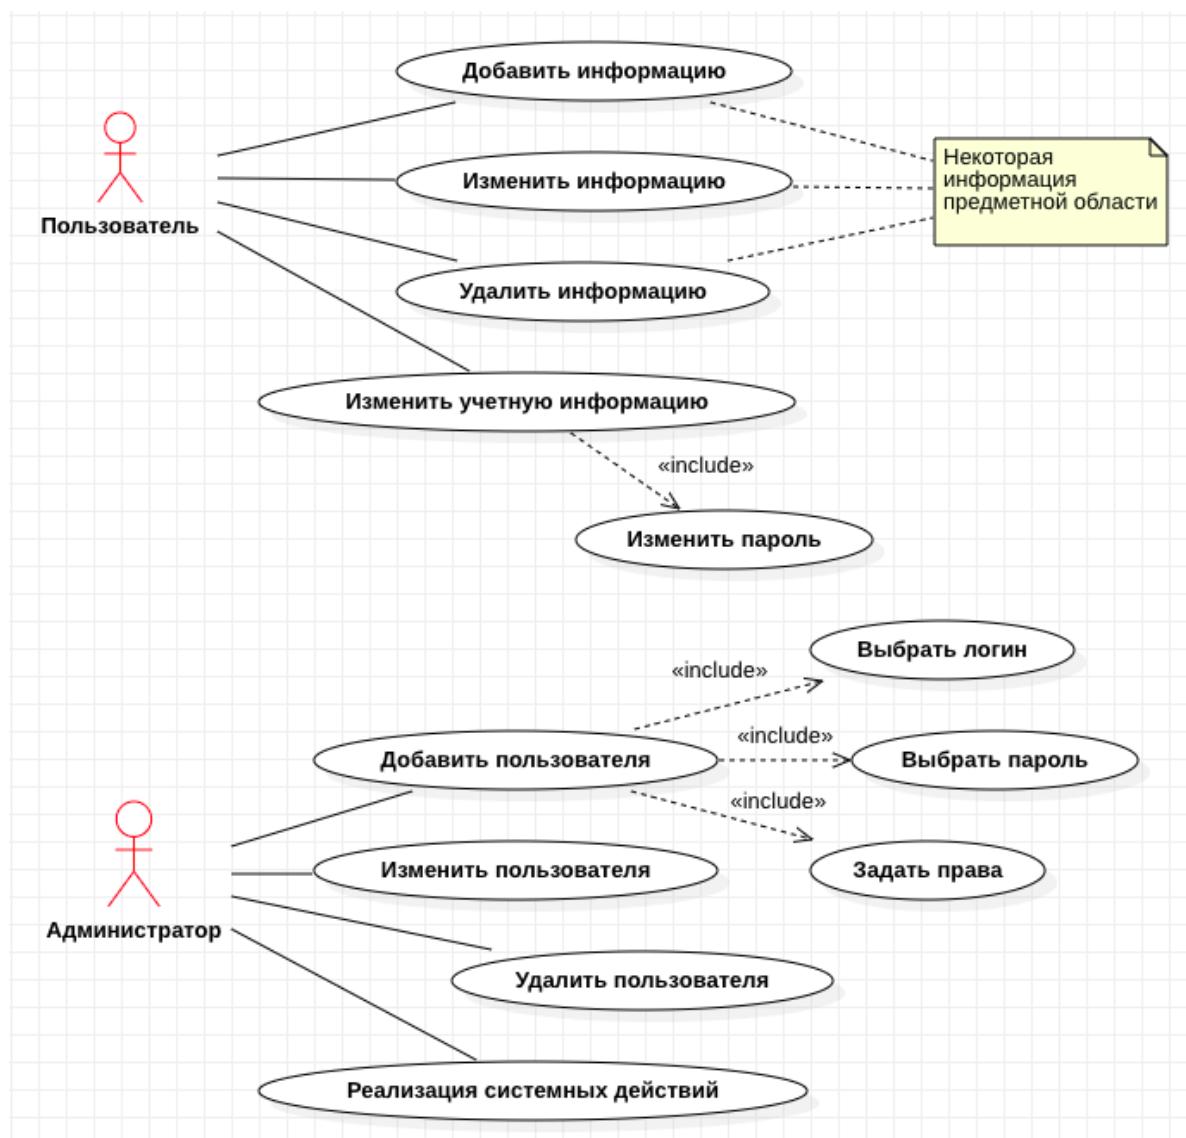 Добавить информацию
Некоторая
информация
предметной области
Изменить информацию
Пользователь
Удалить информацию
Изменить учетную информацию
«include»
Изменить пароль
Выбрать логин
«include»
«include»
Добавить пользователя
Выбрать пароль
«include»
Изменить пользователя
Задать права
Администратор
Удалить пользователя
Реализация системных действий